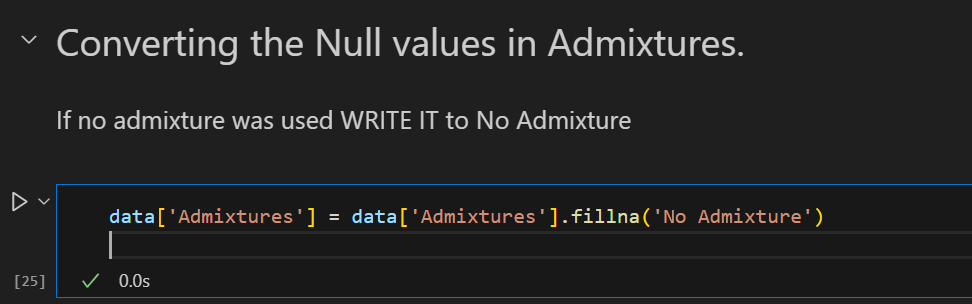 Converting the Null values in Admixtures.
If no admixture was used WRITE IT to No Admixture
data['Admixtures'] = data['Admixtures'].fillna('No Admixture')
[25]
0.0s